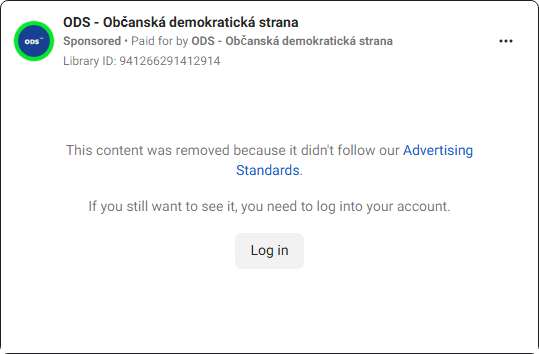 ODS - Občanská demokratická strana
Sponsored • Paid for by ODS - Občanská demokratická strana
Library ID: 941266291412914
ODS
This content was removed because it didn't follow our Advertising
Standards.
If you still want to see it, you need to log into your account.
Log in